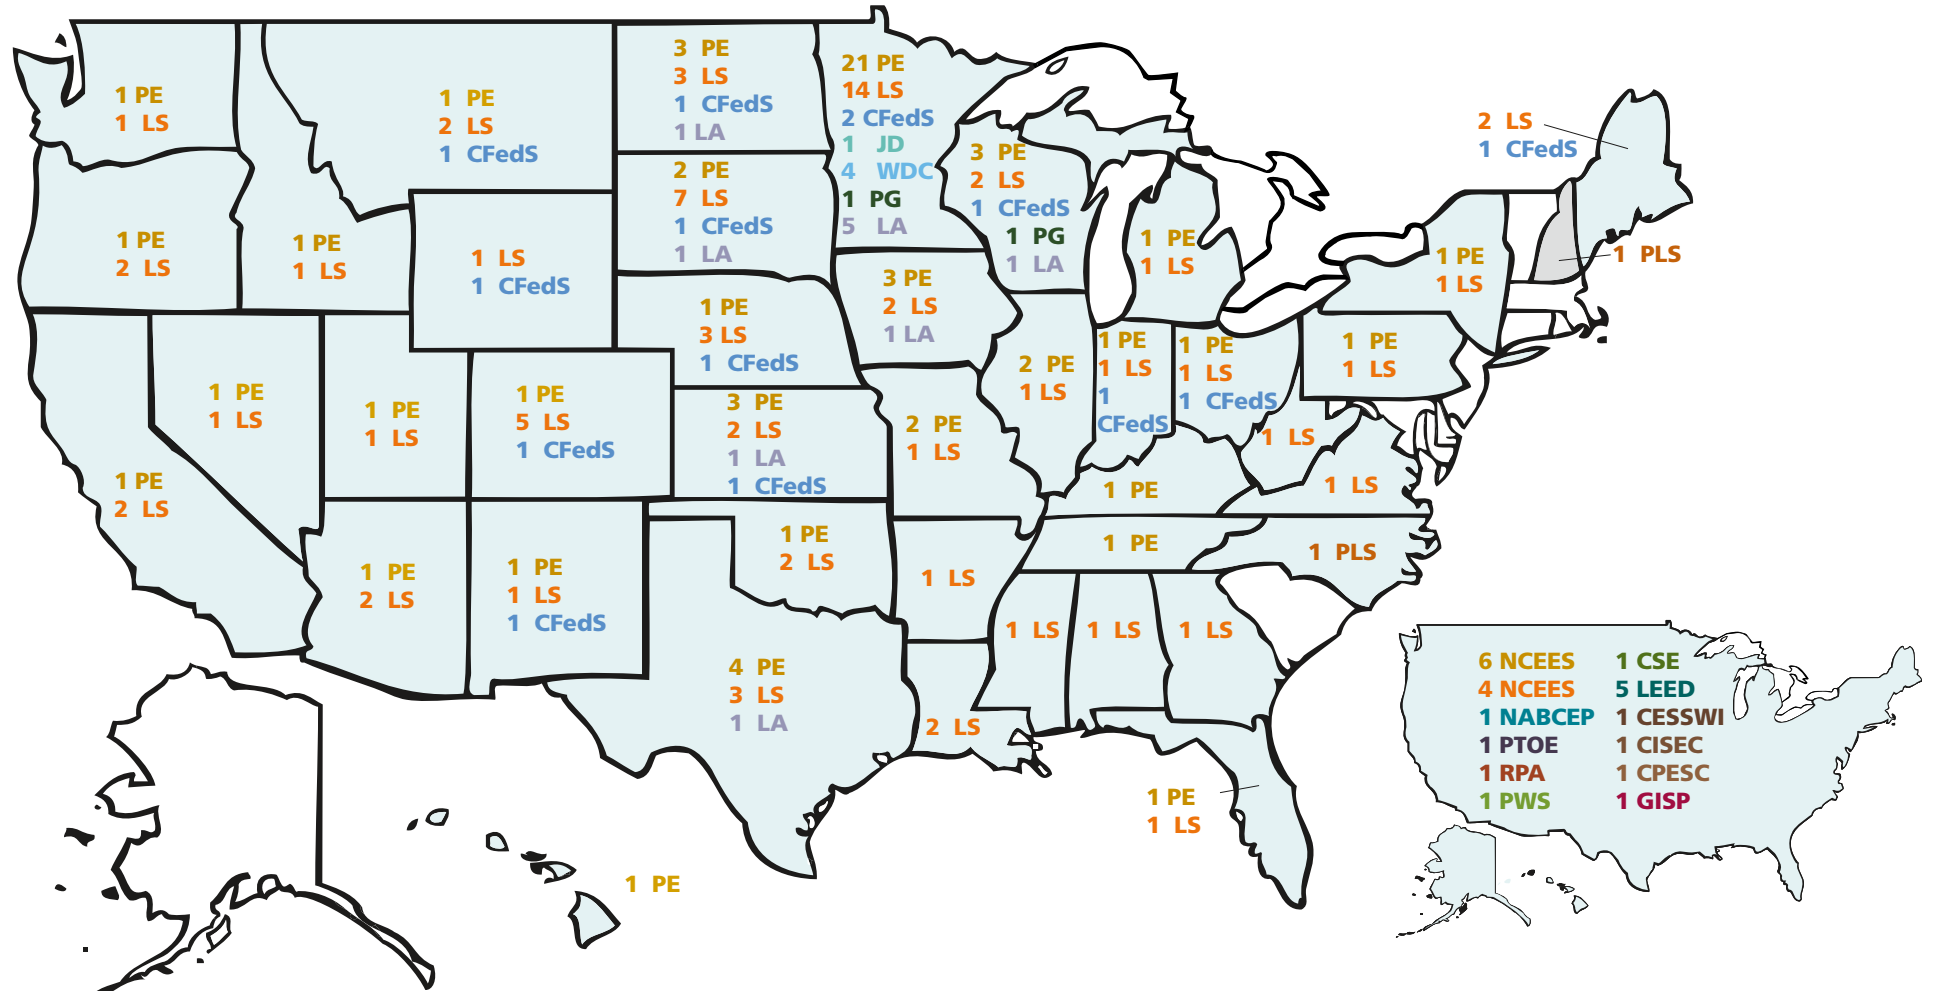 1 PE
1 LS
1 PE
2 LS
1 PE
1 LS
1 PE
2 LS
1 CFedS
1 LS
1 CFedS
3 PE
3 LS
1 CFedS
1 LA
2 PE
7 LS
1 CFedS
1 LA
1 PE
3 LS
1 CFedS
3 PE
2 LS
1 LA
1 CFedS
21 PE
14 LS
2 CFedS
1 JD
4 WDC
1 PG
5 LA
3 PE
2 LS
1 CFedS
1 PG
1 LA
3 PE
2 LS
1 LA
1 PE
1 LS
2 LS
1 CFedS
1 PLS
1 PE
1 LS
1 PE
1 LS
1 PE
1 LS
1 CFedS
1 PE
1 LS
1
CFedS
2 PE
1 LS
2 PE
1 LS
1 PE
5 LS
1 CFedS
1 PE
1 LS
1 PE
1 LS
1 PE
2 LS
1 PE
2 LS
1 PE
1 LS
1 CFedS
1 PE
2 LS
4 PE
3 LS
1 LA
1 LS
2 LS
1 LS
1 LS
1 LS
1 PE
1 PE
1 LS
1 LS
1 PLS
1 PE
1 LS
1 PE
6 NCEES
4 NCEES
1 NABCEP
1 PTOE
1 RPA
1 PWS
1 CSE
5 LEED
1 CESSWI
1 CISEC
1 CPESC
1 GISP